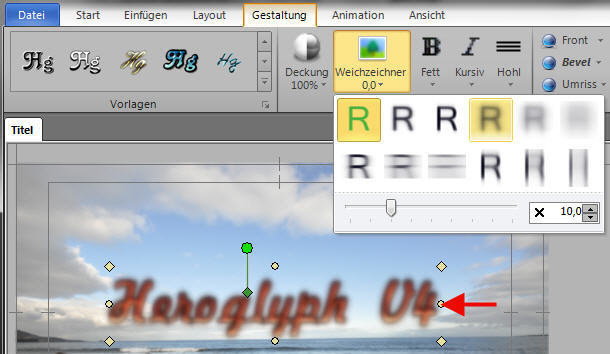 Datei Start Einfügen Layout Gestaltung Animation Ansicht
Hg Hg Hg Hg Hg
Deckung 100%
Weichzeichner 0,0
Fett
Kursiv
Hohl
Front
Bevel
Umriss
Vorlagen
R R R R R R
R R R R R R
10,0
Titel
Heroglyph V4